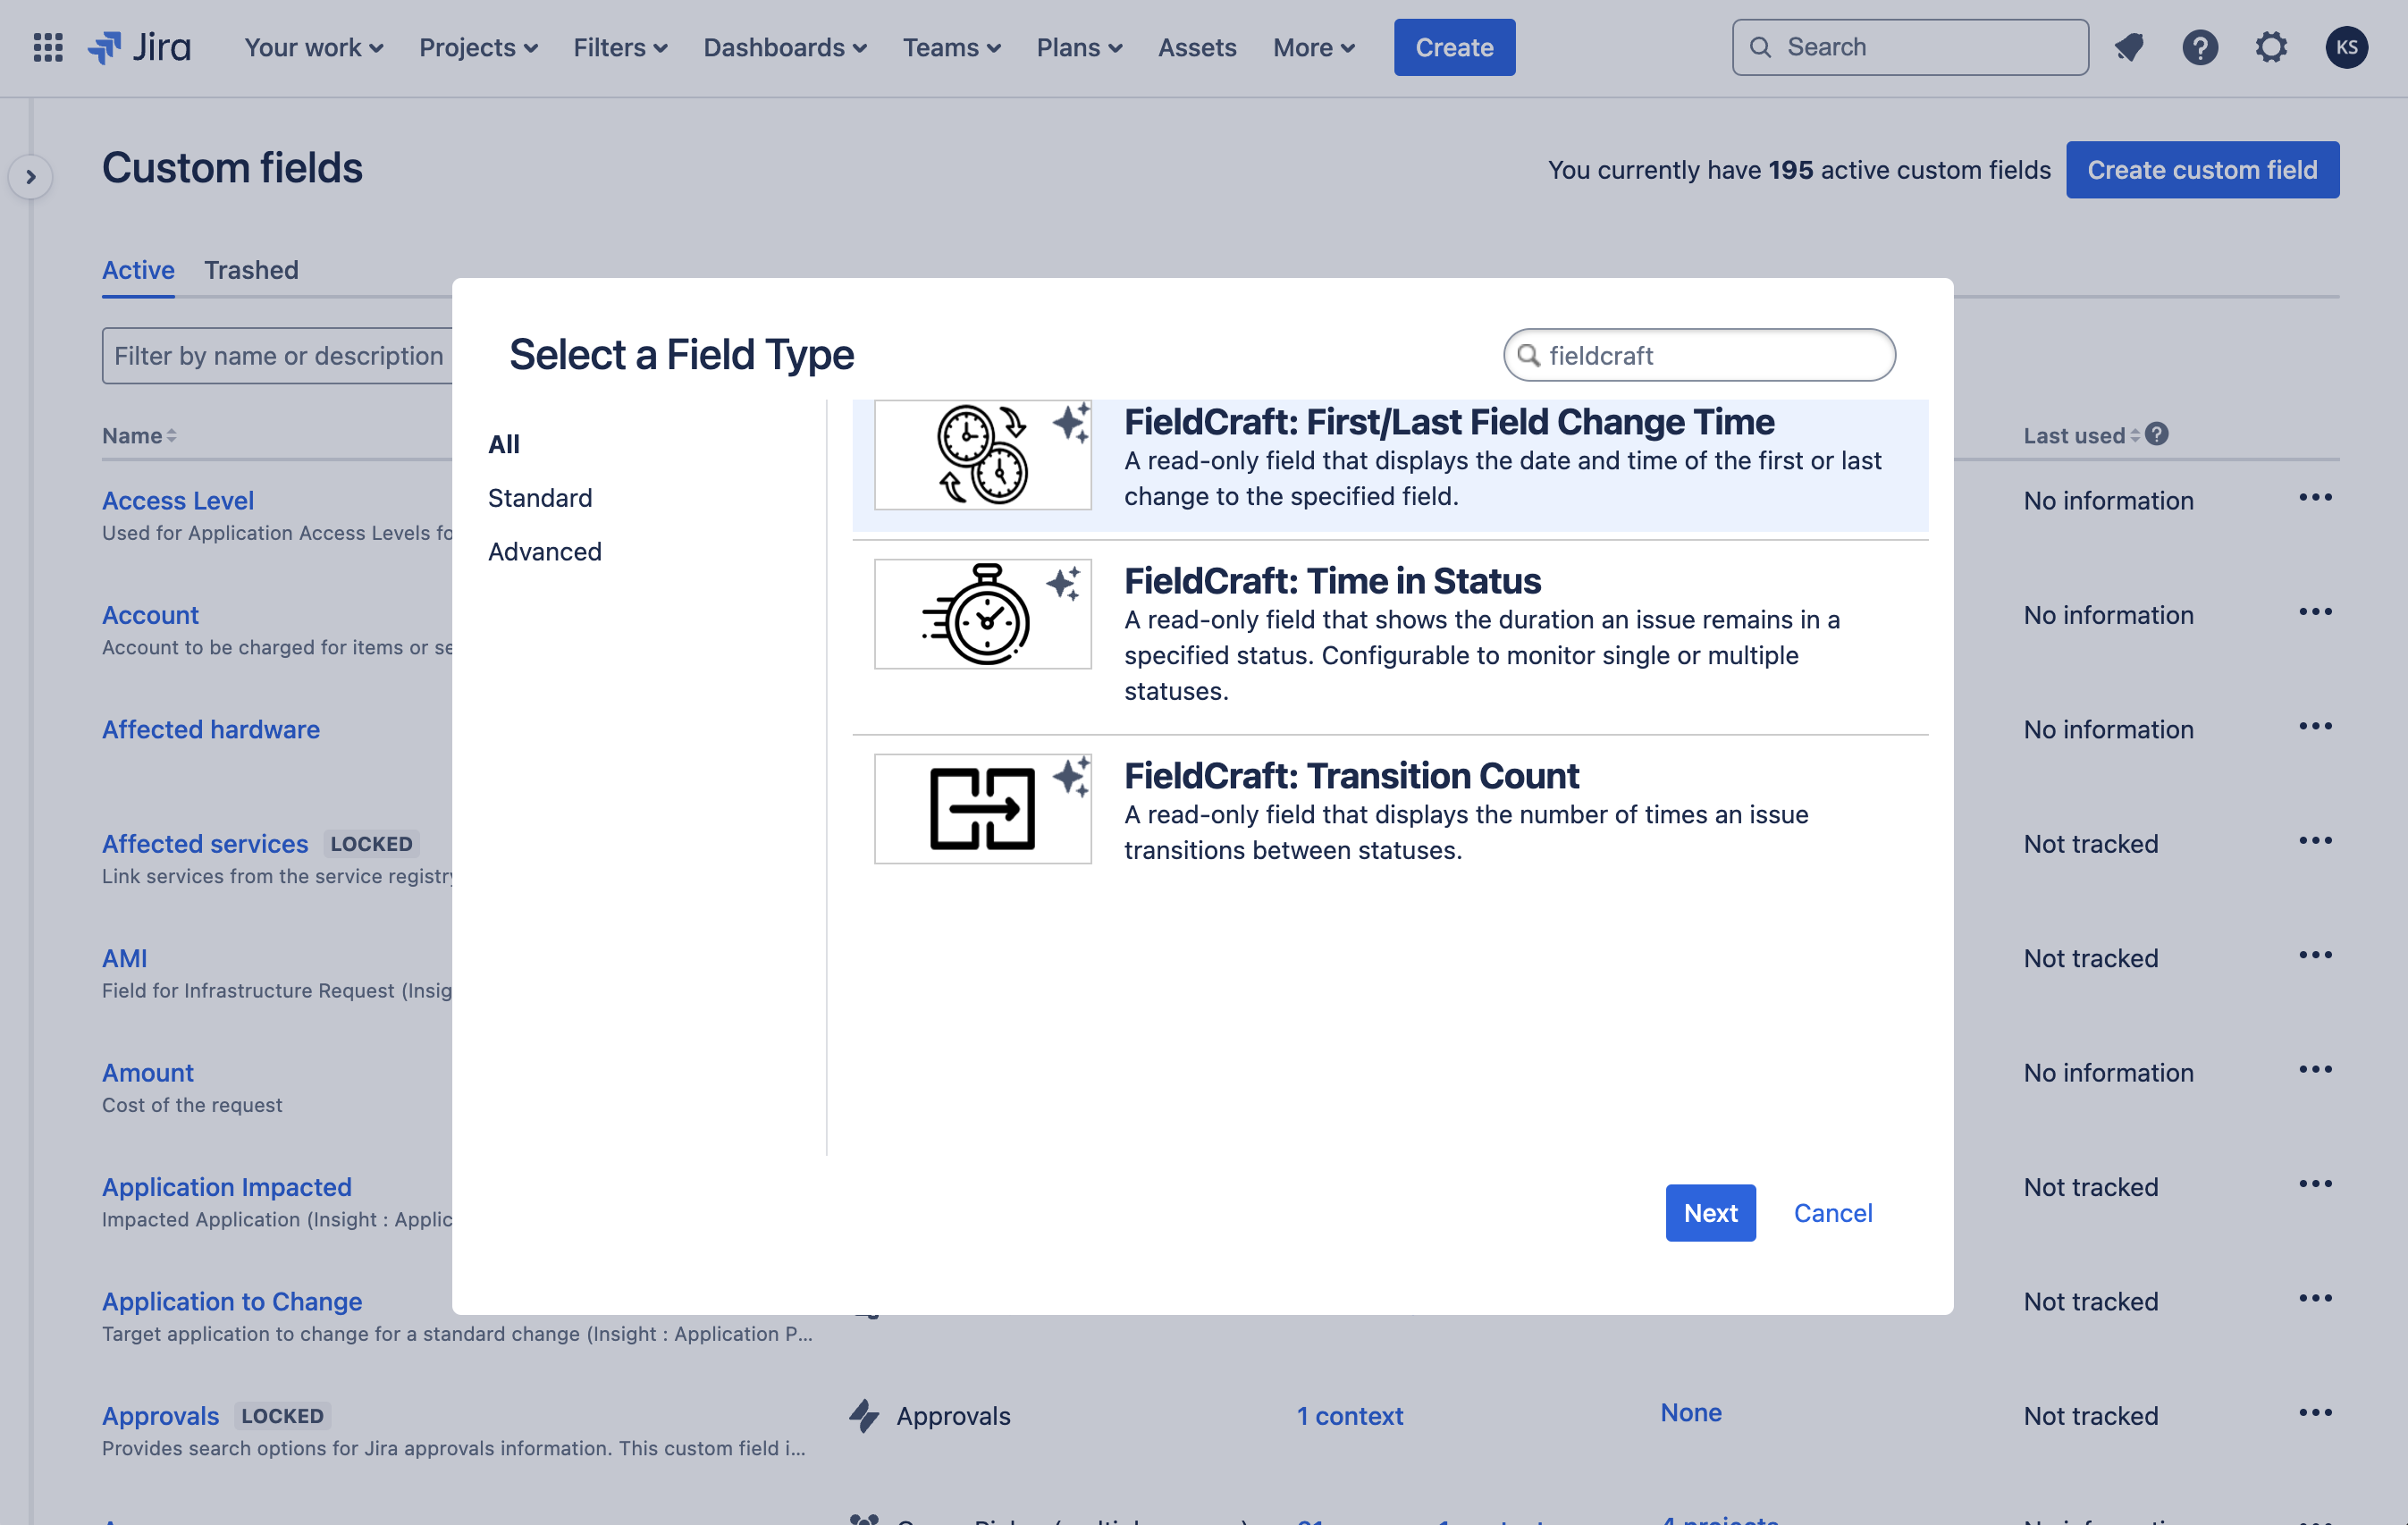 Jira
Your work
Projects
Filters
Dashboards
Teams
Plans
Assets
More
Create
Search
KS
Custom fields
You currently have 195 active custom fields
Create custom field
Active
Trashed
Filter by name or description
Select a Field Type
fieldcraft
All
Standard
Advanced
FieldCraft: First/Last Field Change Time
A read-only field that displays the date and time of the first or last
change to the specified field.
FieldCraft: Time in Status
A read-only field that shows the duration an issue remains in a
specified status. Configurable to monitor single or multiple
statuses.
FieldCraft: Transition Count
A read-only field that displays the number of times an issue
transitions between statuses.
Next
Cancel
Name
Last used
Access Level
No information
Used for Application Access Levels fo
Account
No information
Account to be charged for items or se
Affected hardware
No information
Affected services LOCKED
Not tracked
Link services from the service registry
AMI
Not tracked
Field for Infrastructure Request (Insig
Amount
No information
Cost of the request
Application Impacted
Not tracked
Impacted Application (Insight : Applic
Application to Change
Not tracked
Target application to change for a standard change (Insight : Application P...
Approvals LOCKED
Approvals
1 context
None
Not tracked
Provides search options for Jira approvals information. This custom field i...